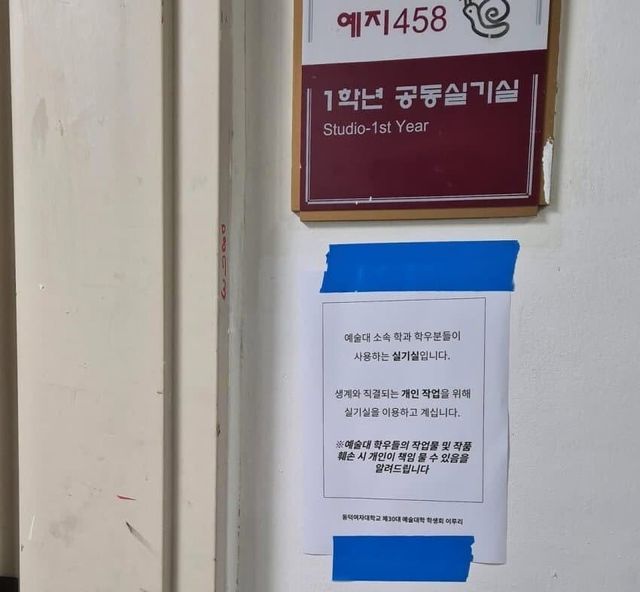 예지458
1학년 공동실기실
Studio-1st Year
예술대 소속 학과 학우분들이
사용하는 실기실입니다.
생계와 직결되는 개인 작업을 위해
실기실을 이용하고 계십니다.
※예술대 학우들의 작업물 및 작품
훼손 시 개인이 책임 물 수 있음을
알려드립니다
동덕여자대학교 제30대 예술대학 학생회 이루리